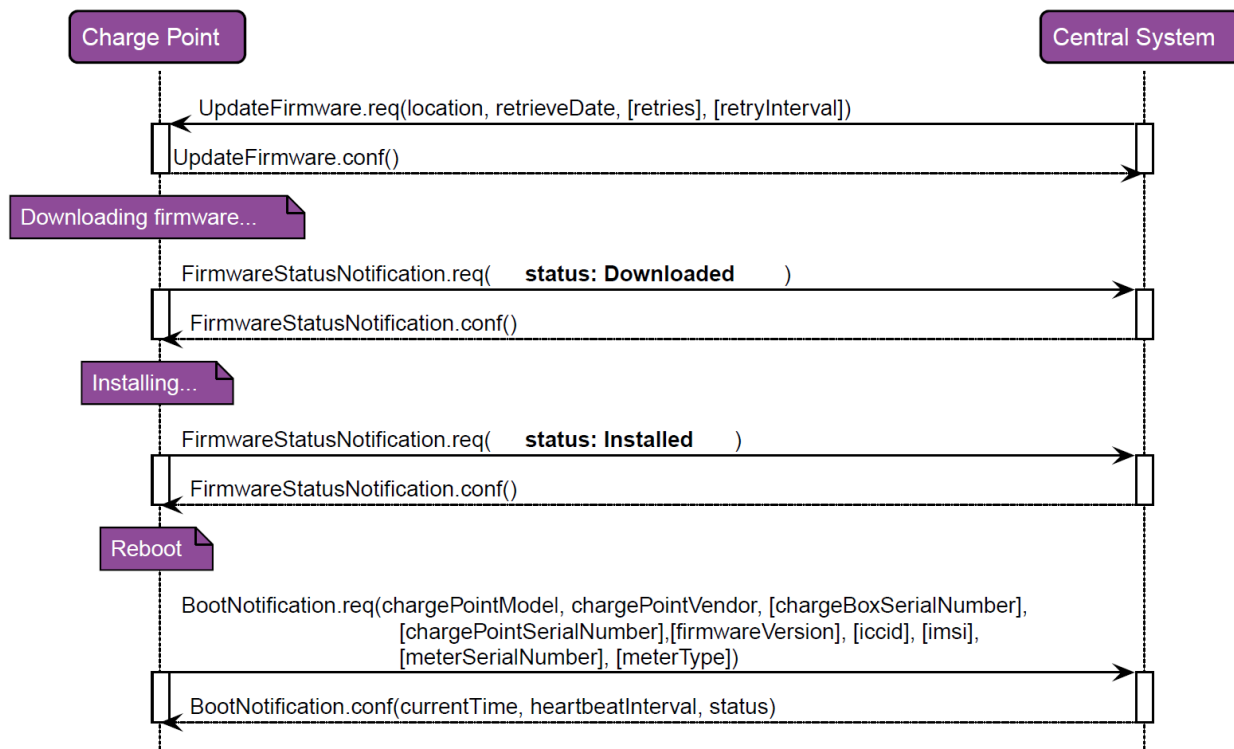 Charge Point
Central System
UpdateFirmware.req(location, retrieveDate, [retries], [retryInterval])
UpdateFirmware.conf()
Downloading firmware...
FirmwareStatusNotification.req( status: Downloaded )
FirmwareStatusNotification.conf()
Installing...
FirmwareStatusNotification.req( status: Installed )
FirmwareStatusNotification.conf()
Reboot
BootNotification.req(chargePointModel, chargePointVendor, [chargeBoxSerialNumber],
[chargePointSerialNumber],[firmwareVersion], [iccid], [imsi],
[meterSerialNumber], [meterType])
BootNotification.conf(currentTime, heartbeatInterval, status)